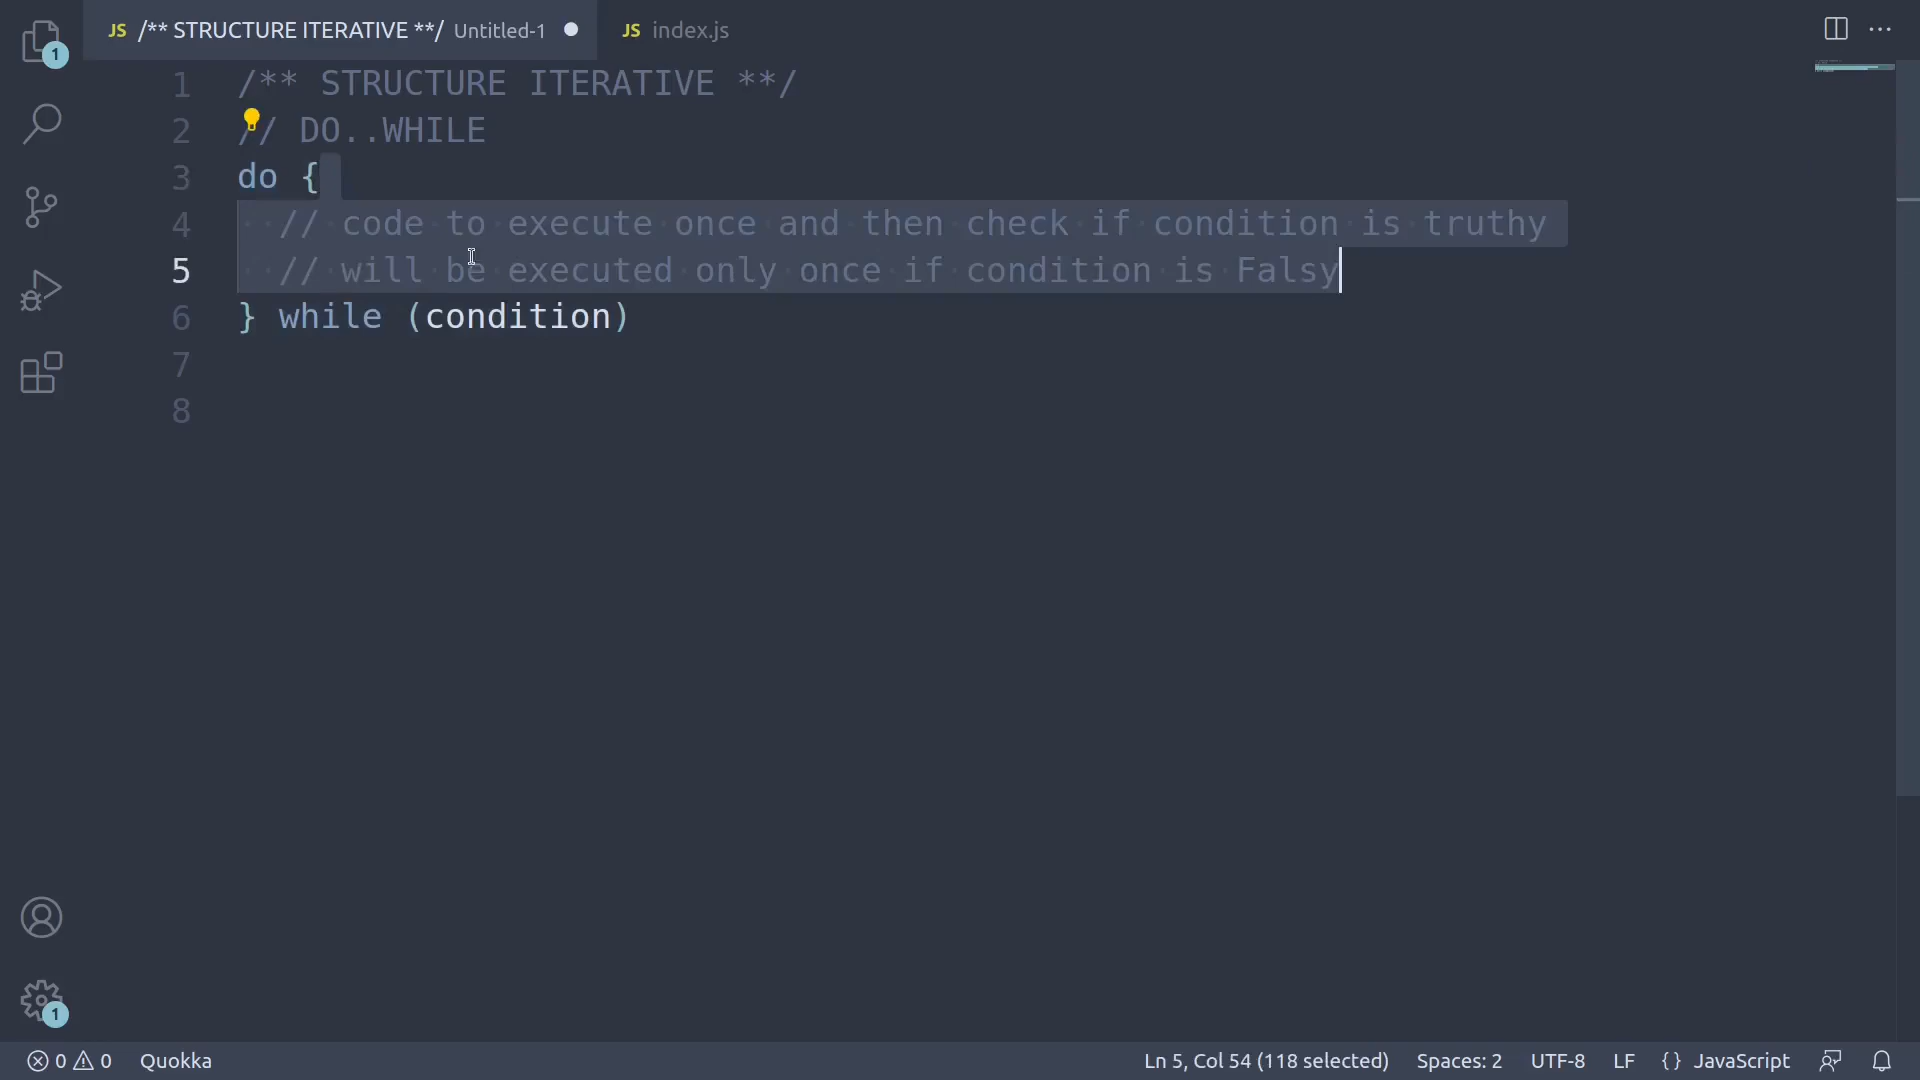 JS /** STRUCTURE ITERATIVE **/ Untitled-1
JS index.js
1
1 /** STRUCTURE ITERATIVE **/
2 // DO..WHILE
3 do {
4 // code to execute once and then check if condition is truthy
5 // will be executed only once if condition is Falsy
6 } while (condition)
7
8
1
0 0 Quokka Ln 5, Col 54 (118 selected) Spaces: 2 UTF-8 LF {} JavaScript